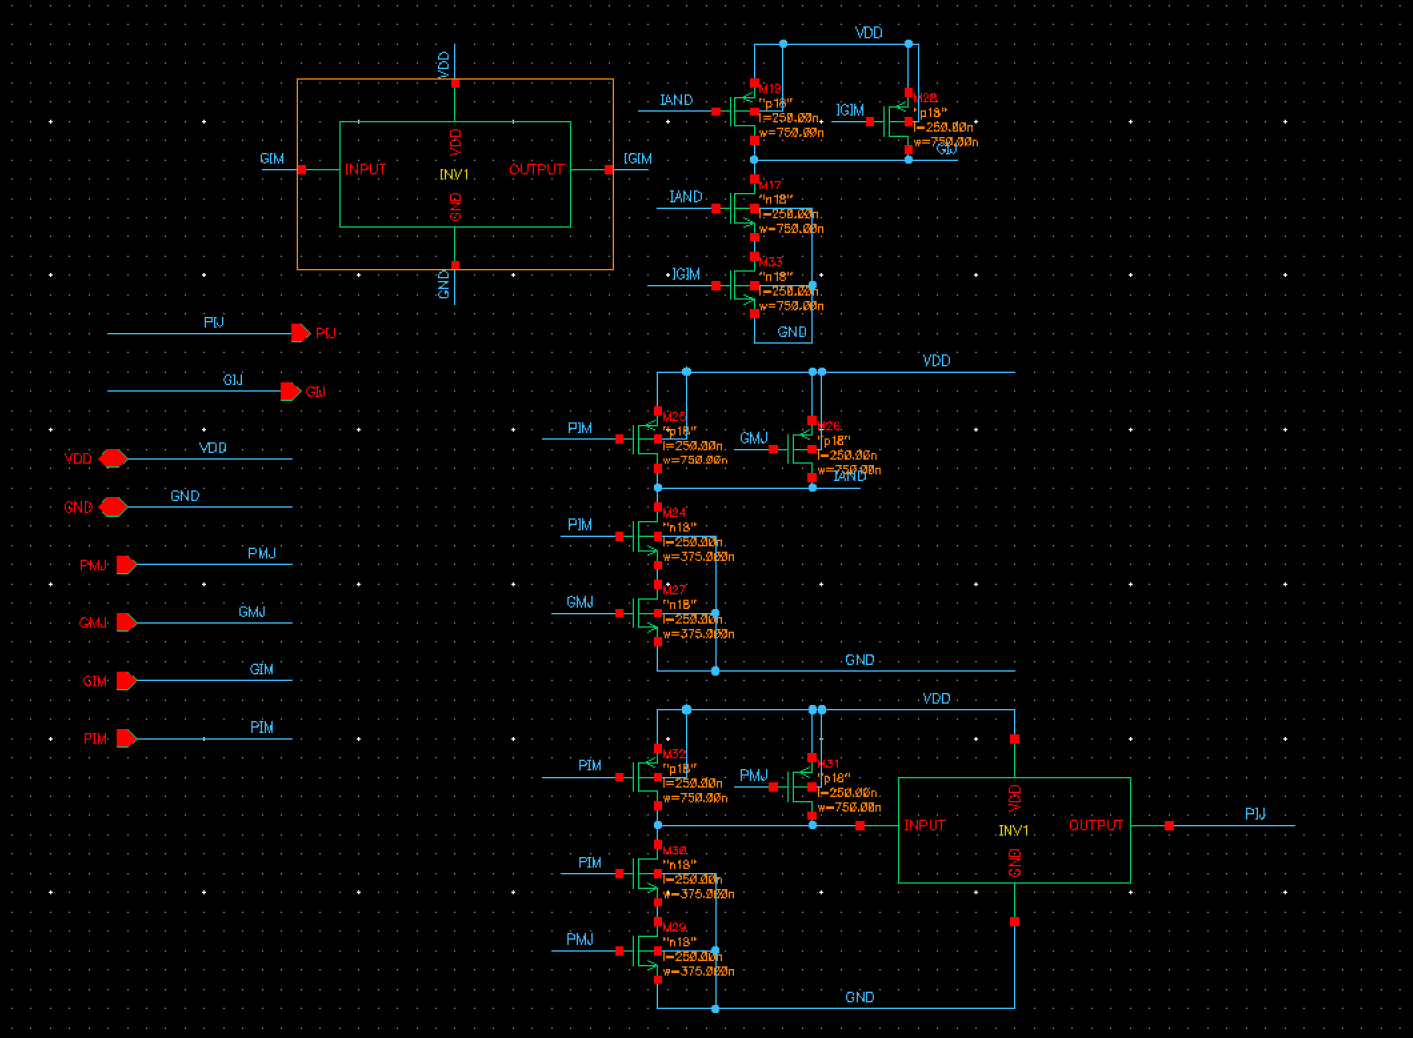 VDD
GIM
INPUT
VDD
INV1
GND
OUTPUT
IGIM
GND
VDD
IAND
M19
"p18"
l=250.00n
w=750.00n
IGIM
M28
"p18"
l=250.00n
w=750.00n
GIJ
IAND
M17
"n18"
l=250.00n
w=750.00n
IGIM
M33
"n18"
l=250.00n
w=750.00n
GND
PIJ
PIJ
GIJ
GIJ
VDD
VDD
GND
GND
PMJ
PMJ
GMJ
GMJ
GIM
GIM
PIM
PIM
VDD
PIM
M25
"p18"
l=250.00n
w=750.00n
GMJ
M26
"p18"
l=250.00n
w=750.00n
IAND
PIM
M24
"n18"
l=250.00n
w=375.000n
GMJ
M27
"n18"
l=250.00n
w=375.000n
GND
VDD
PIM
M32
"p18"
l=250.00n
w=750.00n
PMJ
M31
"p18"
l=250.00n
w=750.00n
INPUT
VDD
INV1
GND
OUTPUT
PIJ
PIM
M30
"n18"
l=250.00n
w=375.000n
PMJ
M29
"n18"
l=250.00n
w=375.000n
GND